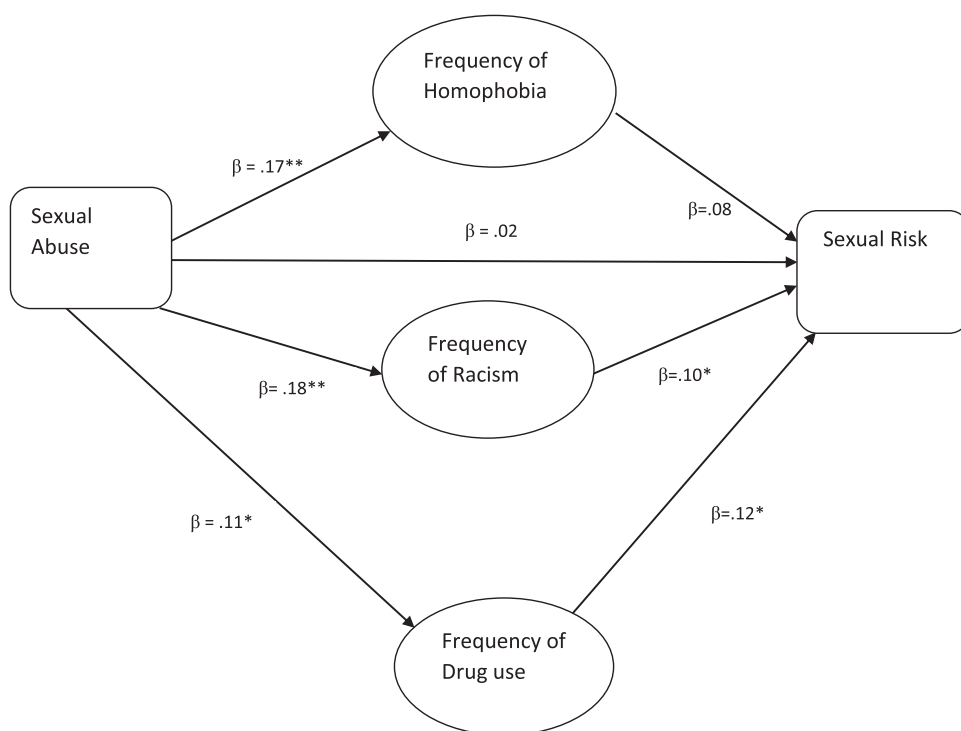 Frequency of
Homophobia
β = .17**
β=.08
Sexual
Abuse
β = .02
Sexual Risk
Frequency
of Racism
β= .18**
β=.10*
β = .11*
β=.12*
Frequency of
Drug use